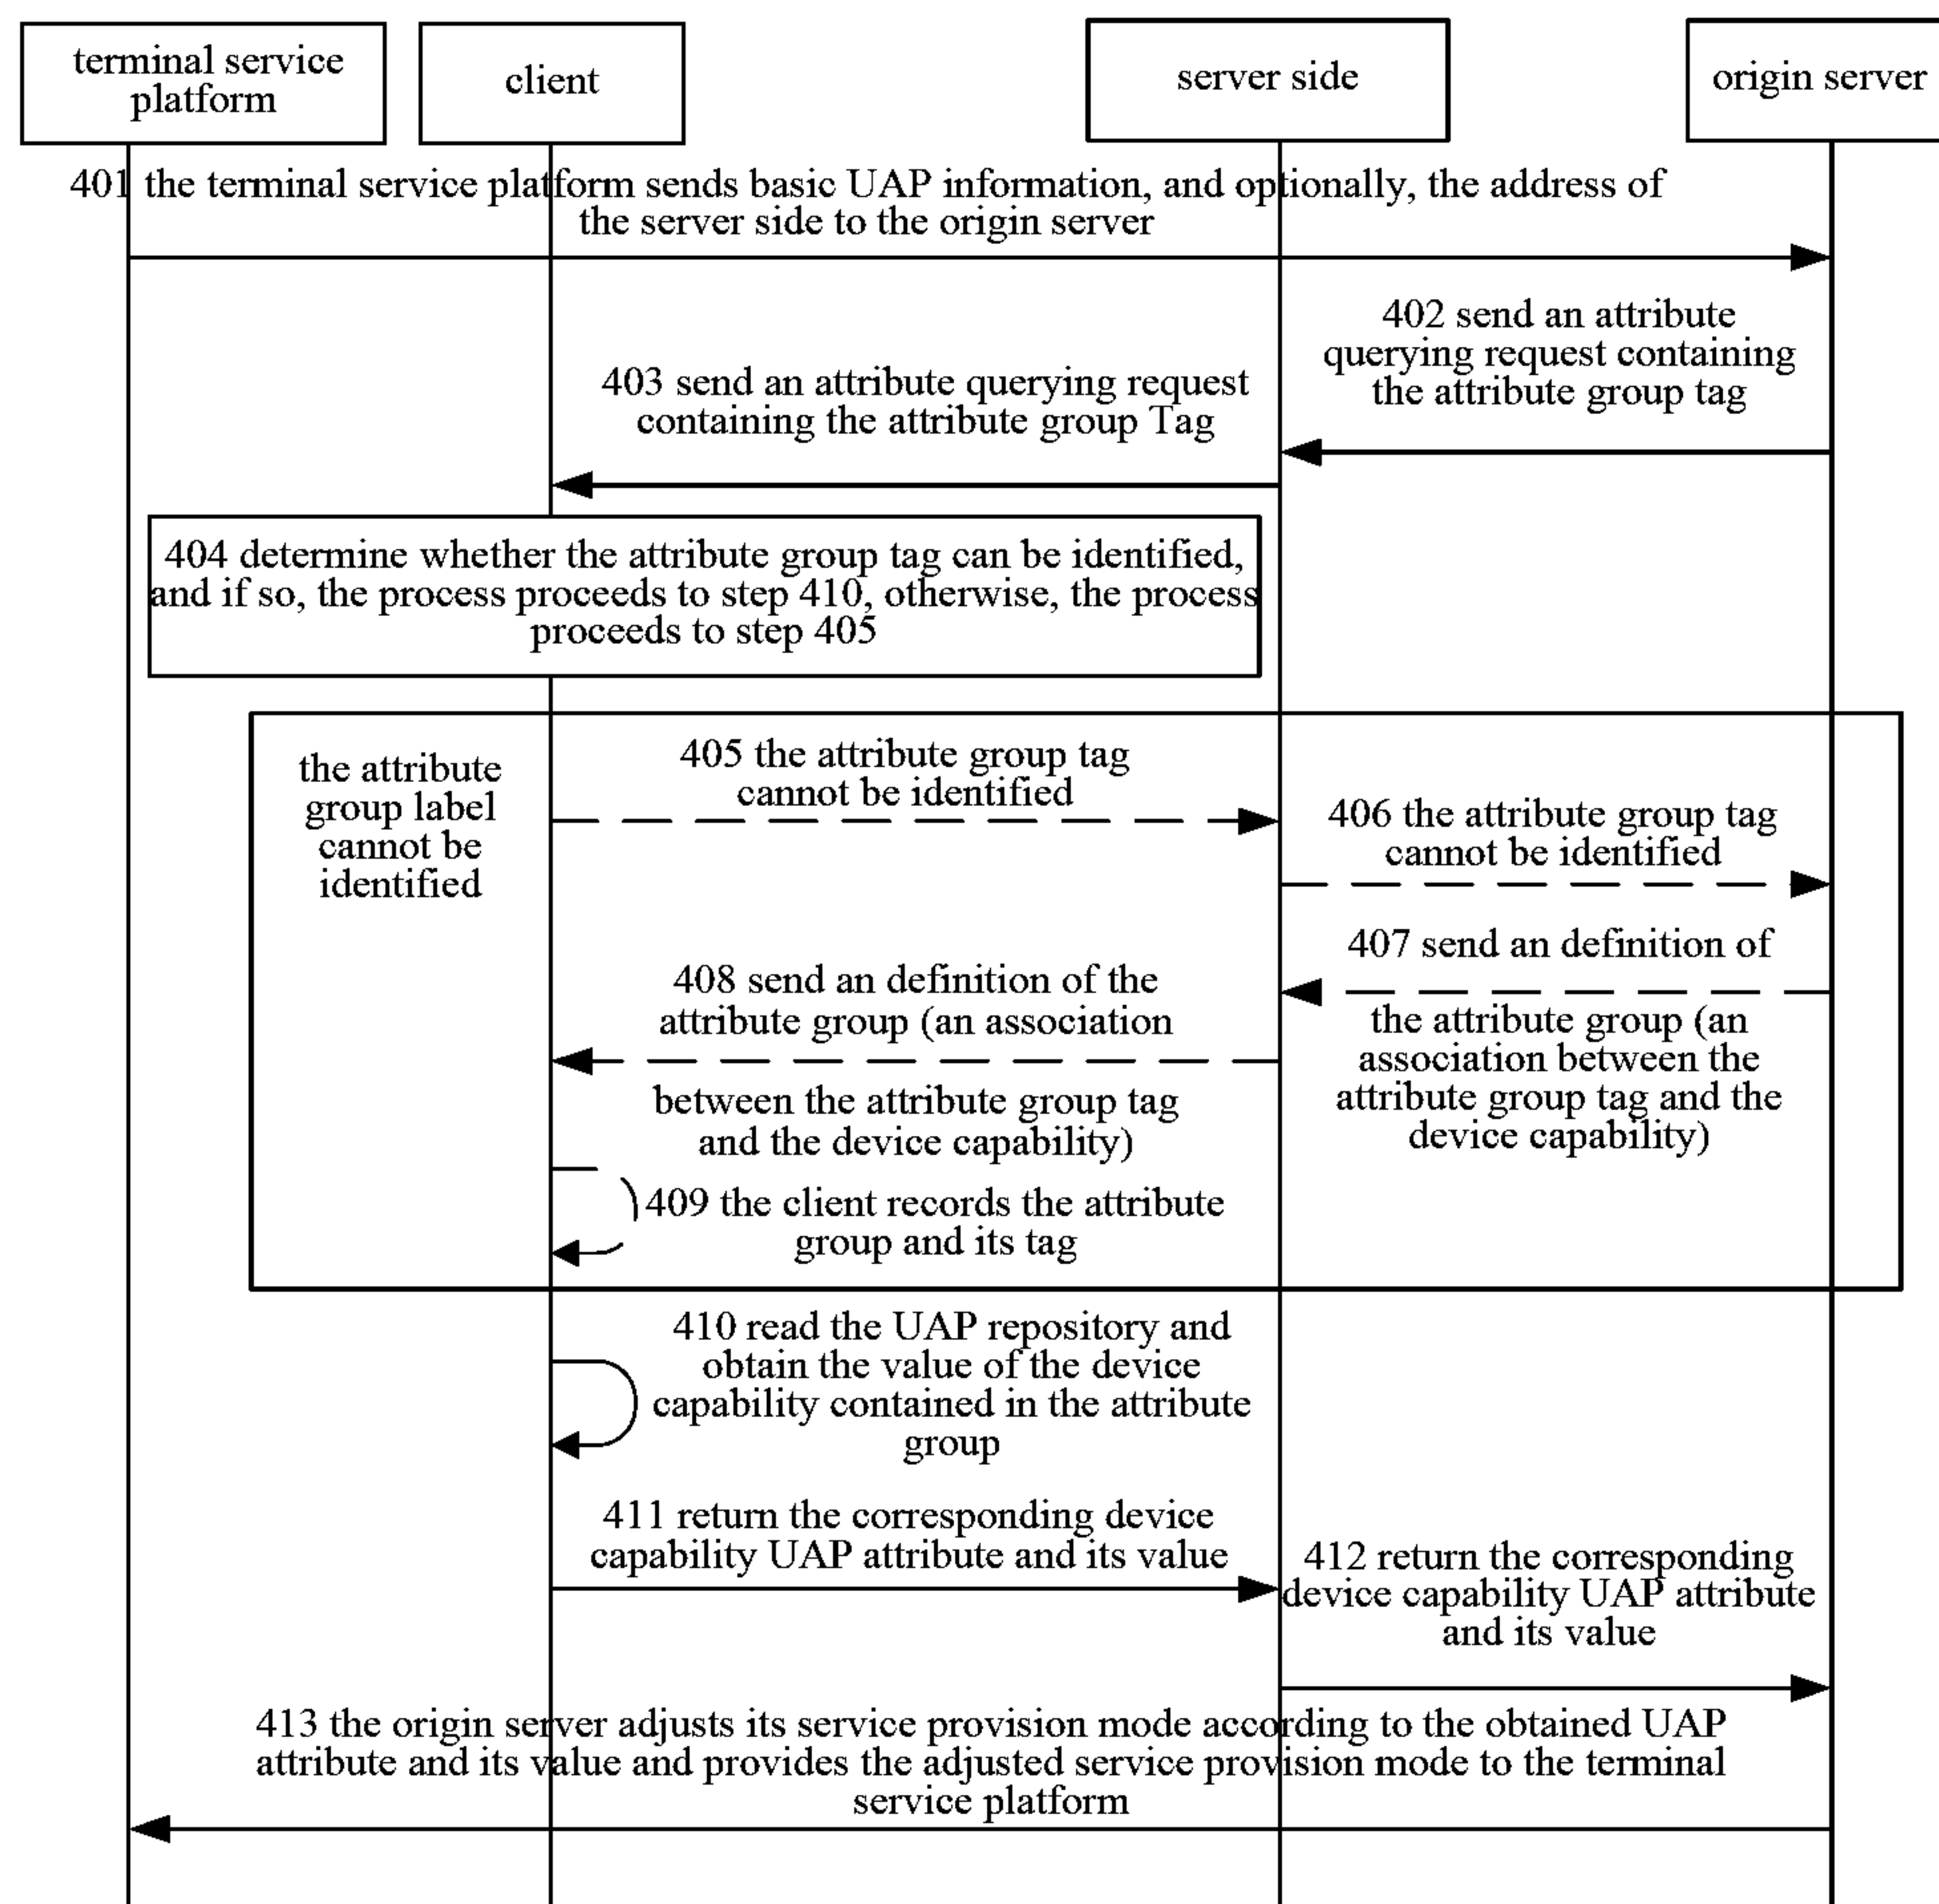 terminal service
platform
client
server side
origin server
401 the terminal service platform sends basic UAP information, and optionally, the address of
the server side to the origin server
402 send an attribute
querying request containing
the attribute group tag
403 send an attribute querying request
containing the attribute group Tag
404 determine whether the attribute group tag can be identified,
and if so, the process proceeds to step 410, otherwise, the process
proceeds to step 405
the attribute
group label
cannot be
identified
405 the attribute group tag
cannot be identified
406 the attribute group tag
cannot be identified
407 send an definition of
the attribute group (an
association between the
attribute group tag and the
device capability)
408 send an definition of the
attribute group (an association
between the attribute group tag
and the device capability)
409 the client records the attribute
group and its tag
410 read the UAP repository and
obtain the value of the device
capability contained in the attribute
group
411 return the corresponding device
capability UAP attribute and its value
412 return the corresponding
device capability UAP attribute
and its value
413 the origin server adjusts its service provision mode according to the obtained UAP
attribute and its value and provides the adjusted service provision mode to the terminal
service platform